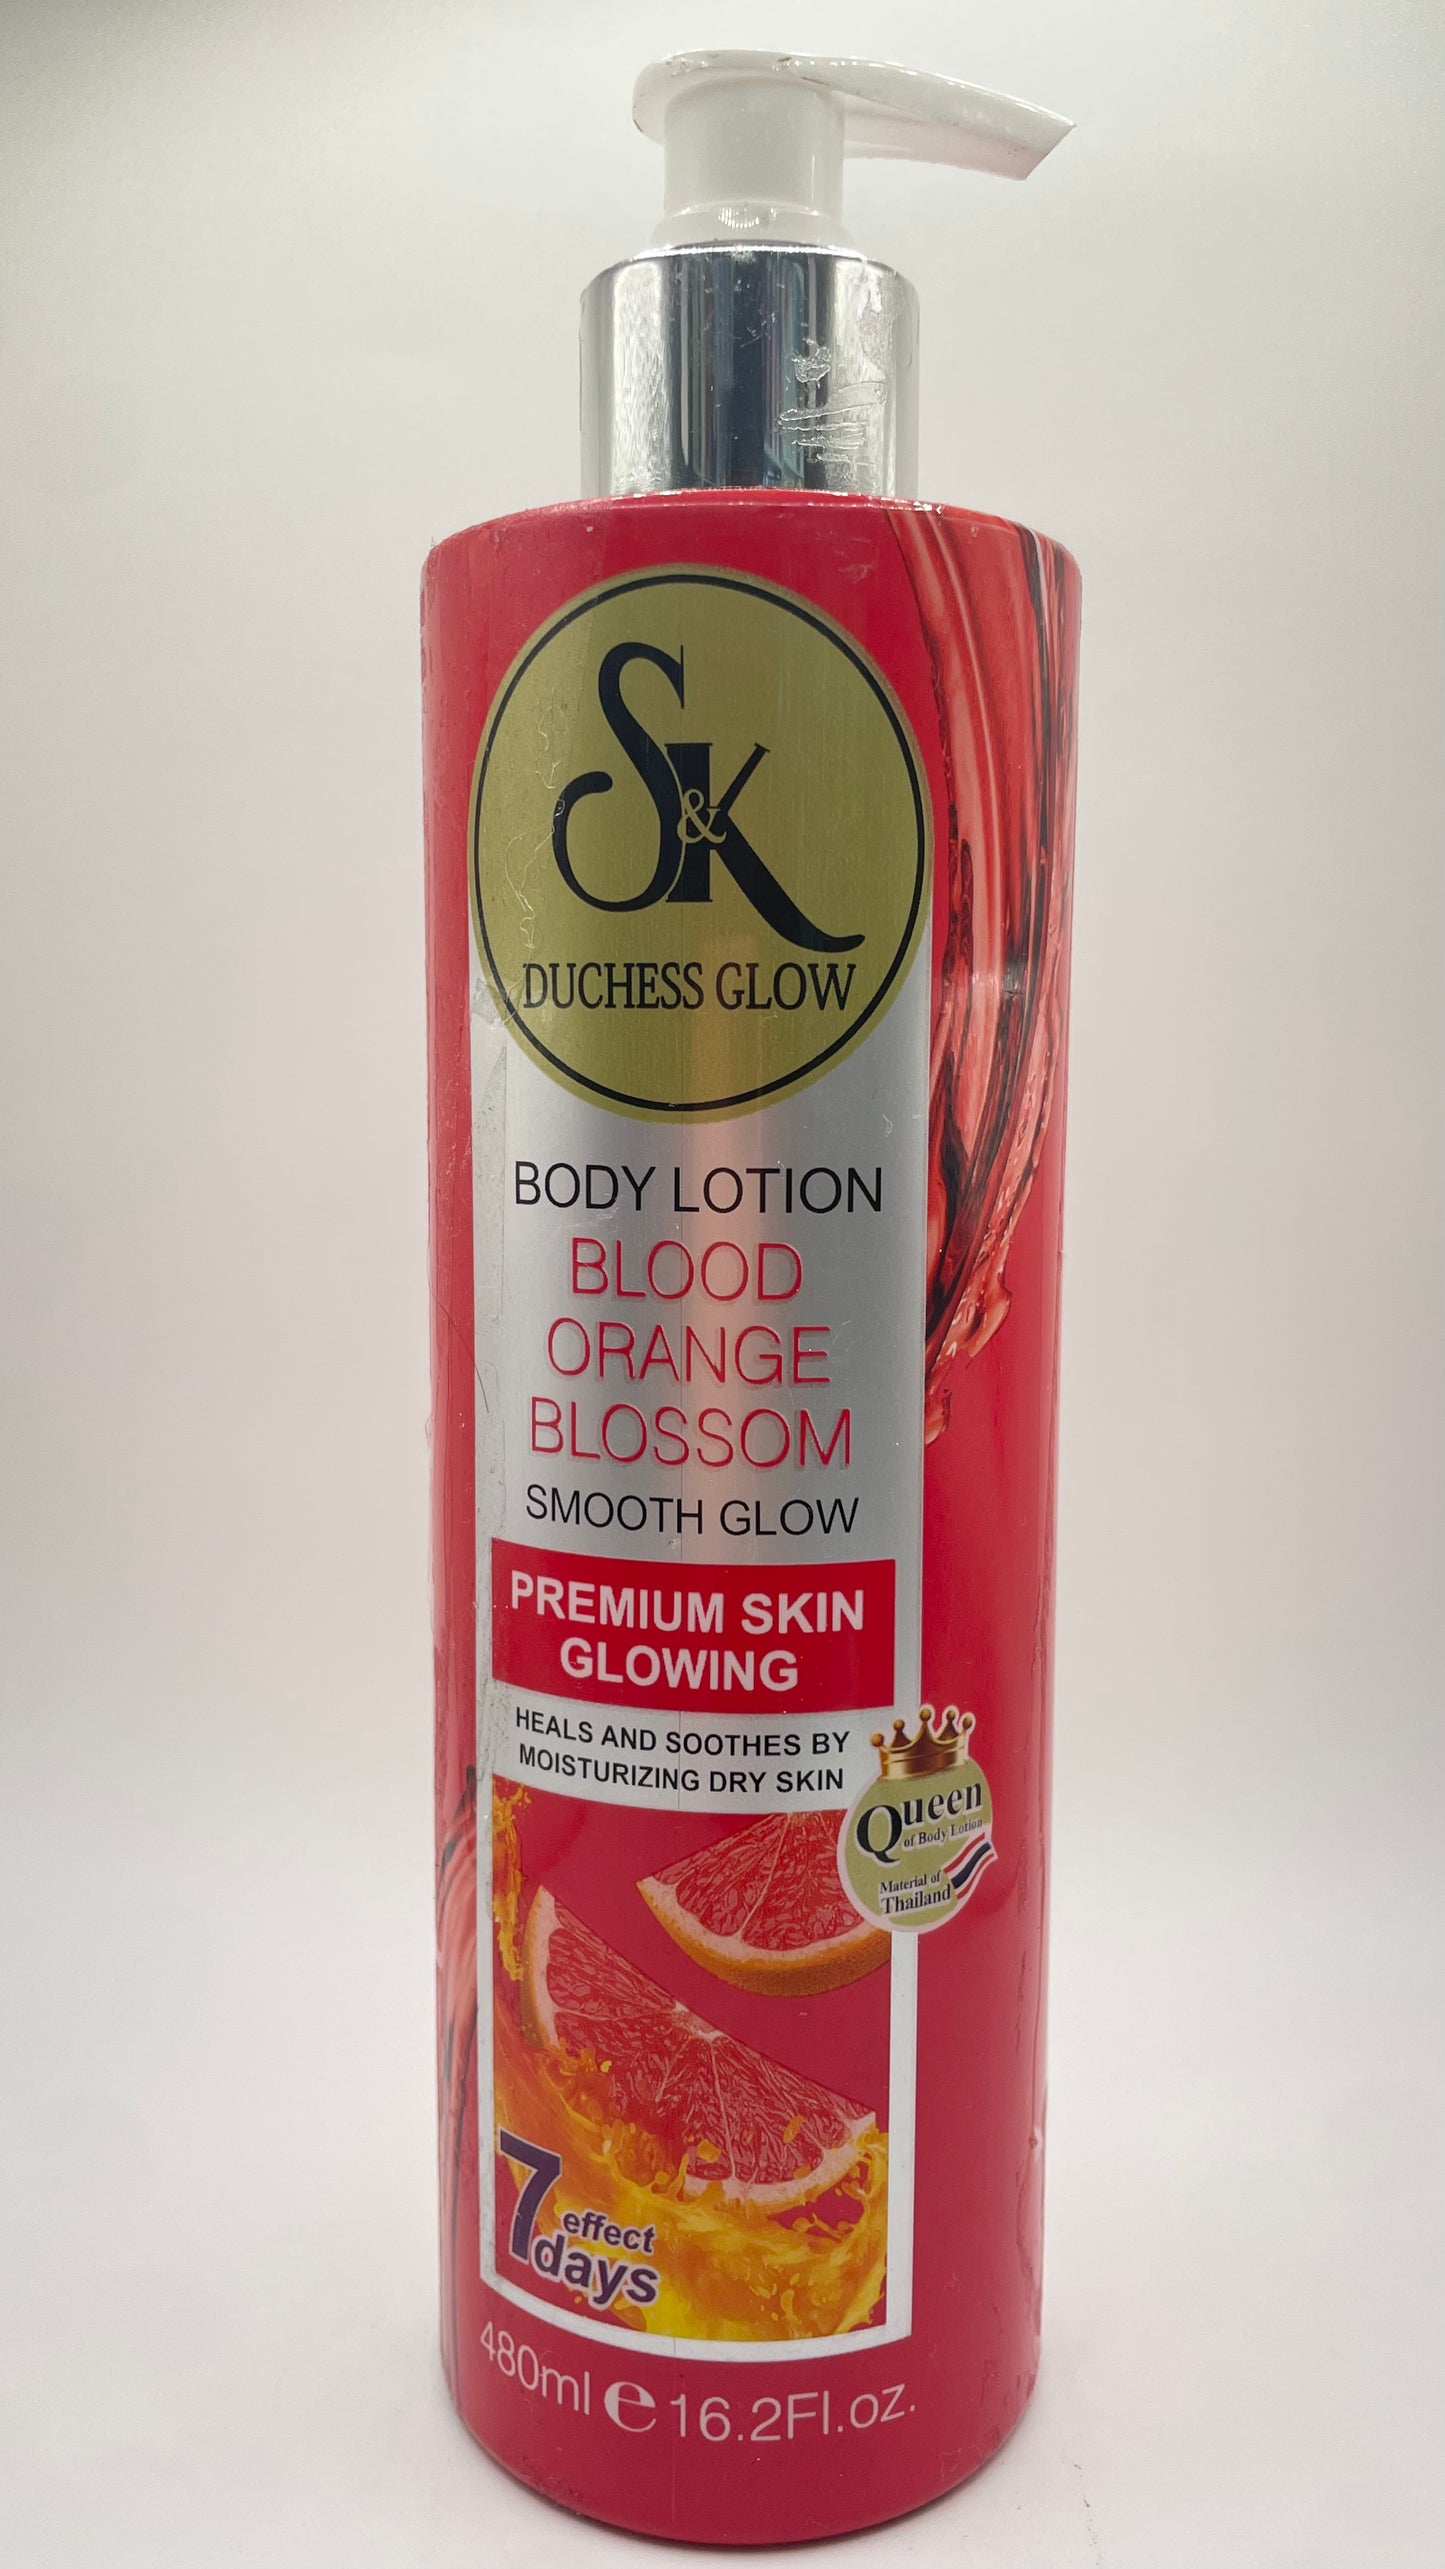 S&K
DUCHESS GLOW
BODY LOTION
BLOOD
ORANGE
BLOSSOM
SMOOTH GLOW
PREMIUM SKIN
GLOWING
HEALS AND SOOTHES BY
MOISTURIZING DRY SKIN
Queen
of Body Lotion
Material of
Thailand
7 effect
days
480ml e 16.2Fl.oz.